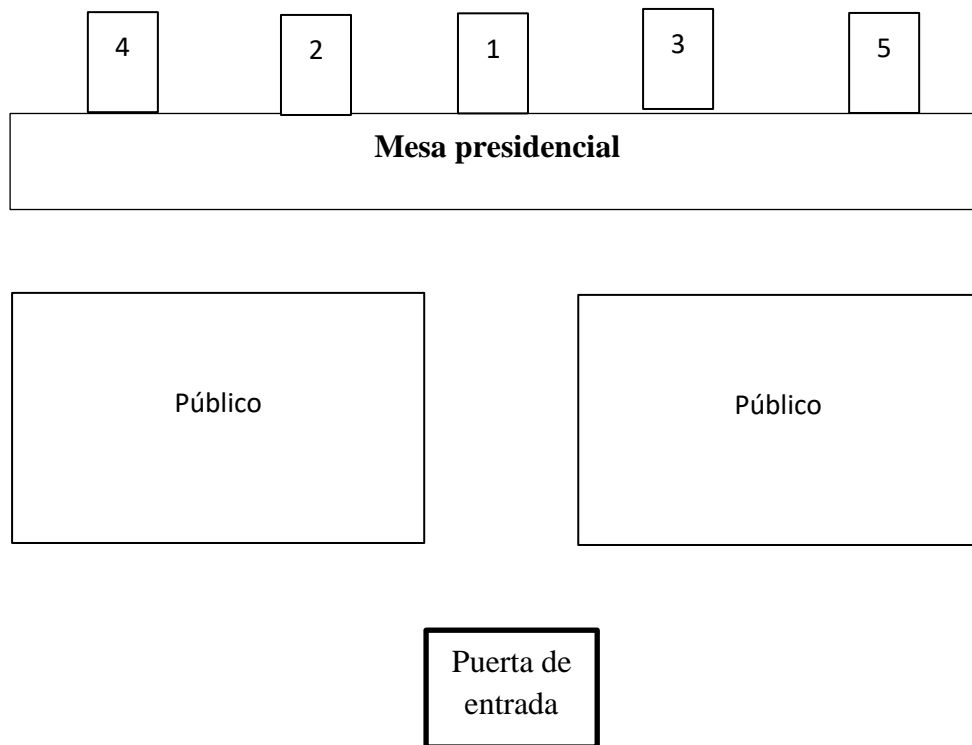 4 2 1 3 5
Mesa presidencial
Público Público
Puerta de
entrada